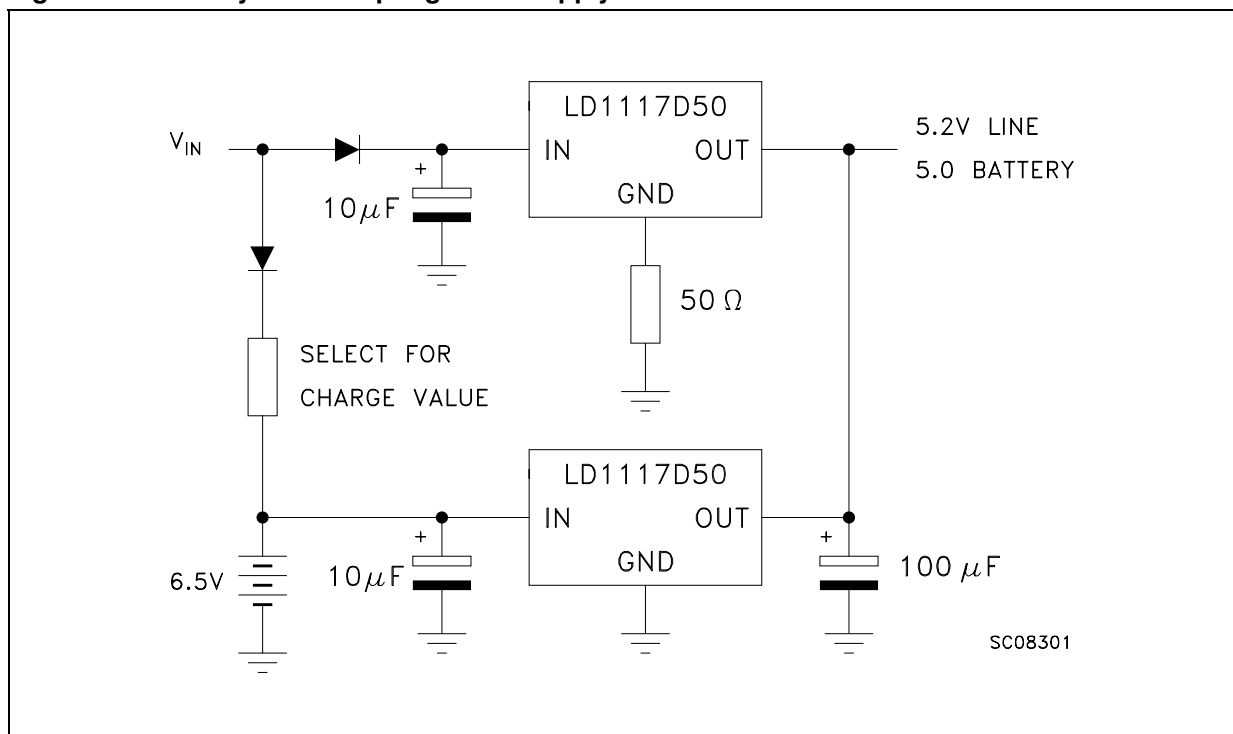 LD1117D50
V_IN
IN
OUT
5.2V LINE
5.0 BATTERY
+
10μF
GND
50 Ω
SELECT FOR
CHARGE VALUE
LD1117D50
IN
OUT
6.5V
+
10μF
GND
+
100 μF
SC08301